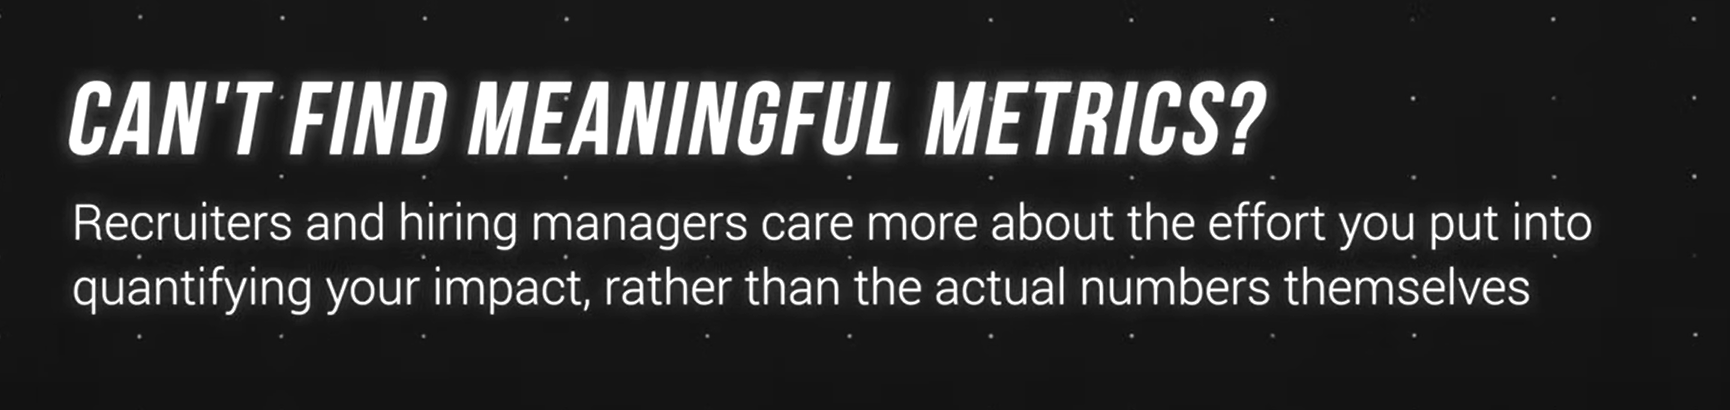 CAN'T FIND MEANINGFUL METRICS?
Recruiters and hiring managers care more about the effort you put into
quantifying your impact, rather than the actual numbers themselves